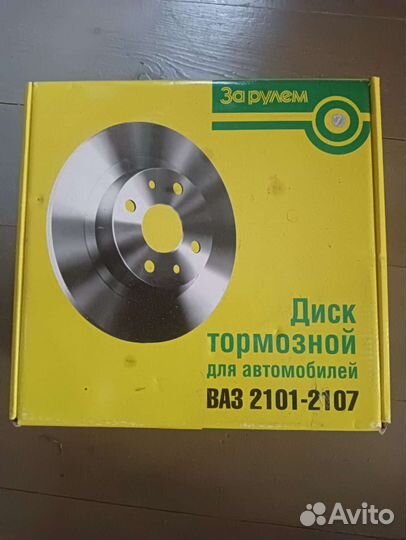 За рулем
Диск
тормозной
для автомобилей
ВАЗ 2101-2107
Avito